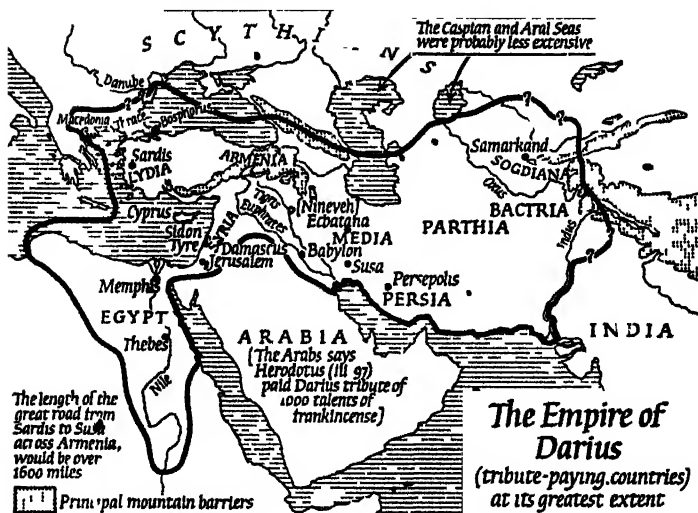 SCYTHIANS
The Caspian and Aral Seas
were probably less extensive
Danube
?
?
?
Macedonia
Thrace
Bosphorus
Samarkand
SOGDIANA
Sardis
LYDIA
ARMENIA
Oxus
BACTRIA
[Nineveh]
Tigris
Euphrates
Ecbatana
MEDIA
PARTHIA
Indus
?
Cyprus
Sidon
Tyre
SYRIA
Damascus
Jerusalem
Babylon
Susa
Persepolis
PERSIA
Memphis
EGYPT
Thebes
Nile
INDIA
ARABIA
[The Arabs says
Herodotus (iii 97)
paid Darius tribute of
1000 talents of
frankincense]
The length of the
great road from
Sardis to Susa
across Armenia,
would be over
1600 miles
Principal mountain barriers
The Empire of
Darius
(tribute-paying countries)
at its greatest extent